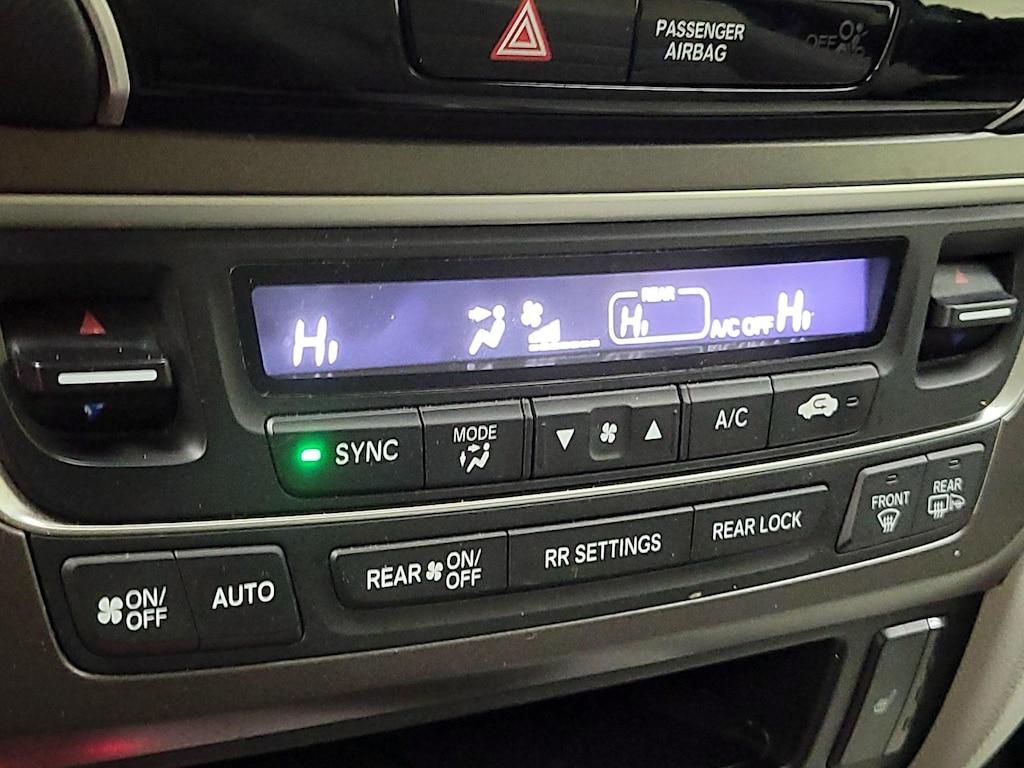 PASSENGER
AIRBAG
OFF
Hi
REAR
Hi
A/C OFF
Hi
SYNC
MODE
A/C
ON/
OFF
AUTO
REAR
ON/
OFF
RR SETTINGS
REAR LOCK
FRONT
REAR